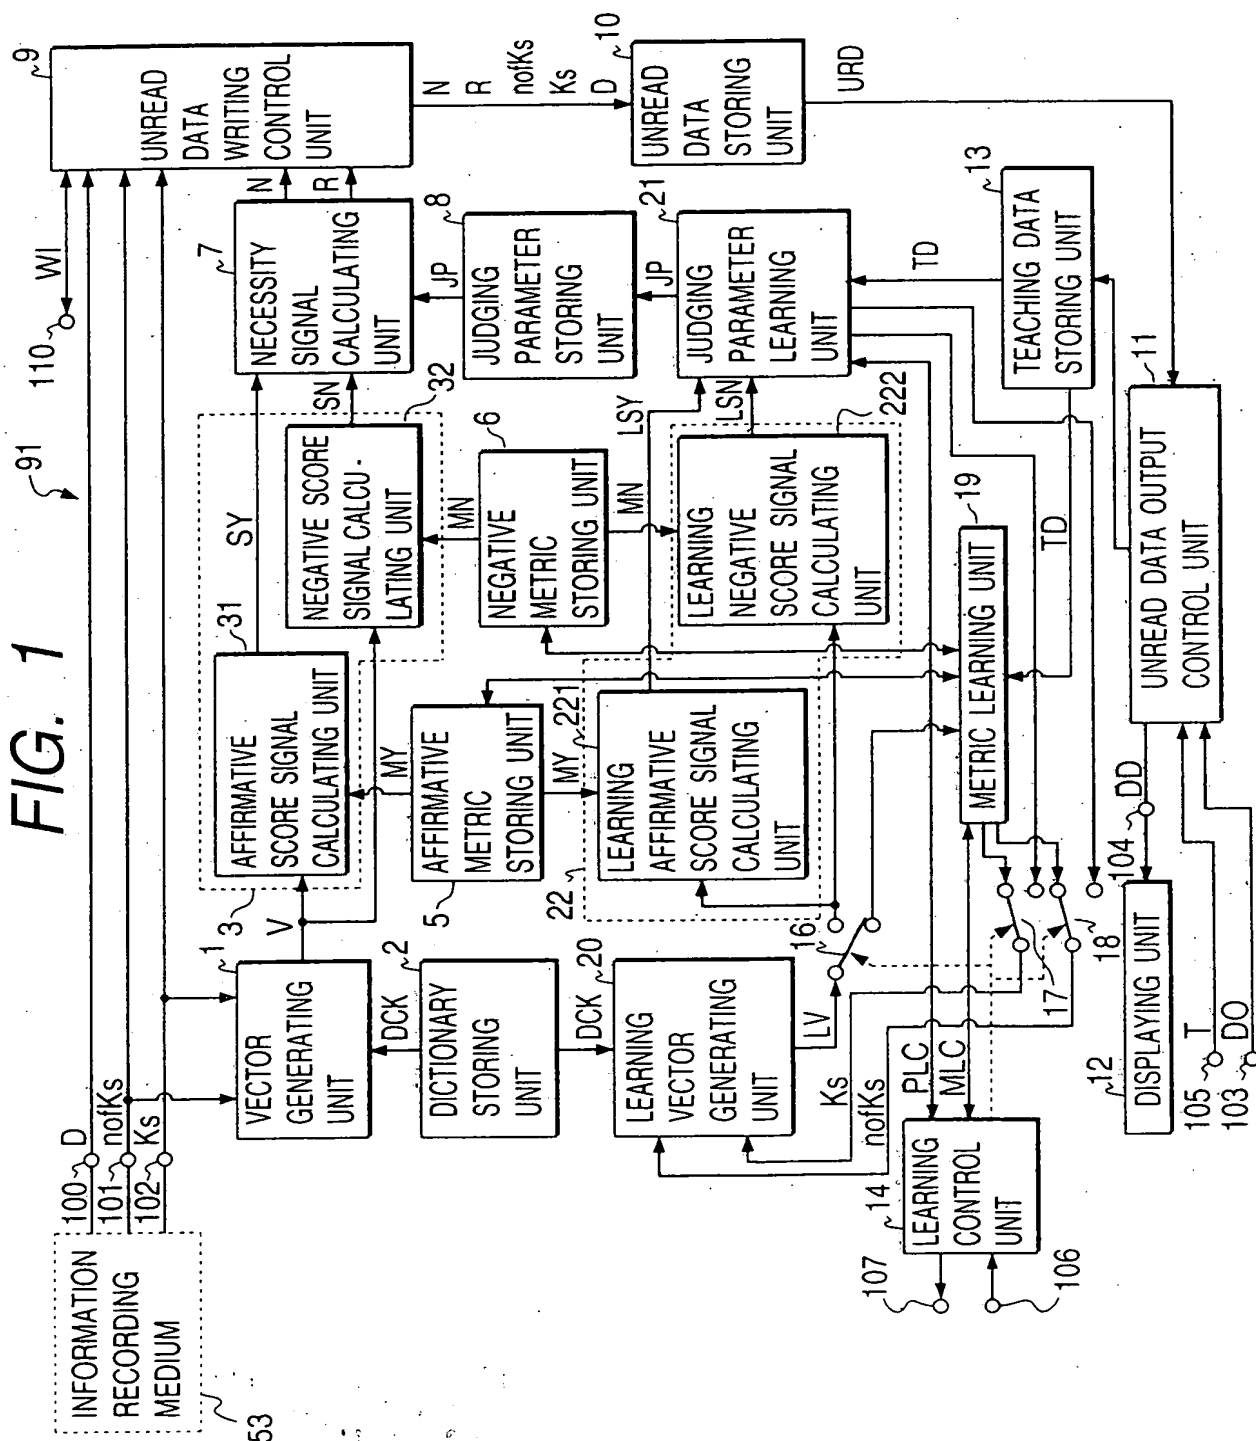 FIG. 1
91
INFORMATION
RECORDING
MEDIUM
53
100
D
101
nofKs
102
Ks
110
WI
9
UNREAD
DATA
WRITING
CONTROL
UNIT
1
VECTOR
GENERATING
UNIT
V
3
31
AFFIRMATIVE
SCORE SIGNAL
CALCULATING UNIT
SY
NEGATIVE SCORE
SIGNAL CALCU-
LATING UNIT
32
SN
7
NECESSITY
SIGNAL
CALCULATING
UNIT
N
R
N
R
nofKs
Ks
D
DCK
2
DICTIONARY
STORING
UNIT
DCK
MY
5
AFFIRMATIVE
METRIC
STORING UNIT
MY
MN
6
NEGATIVE
METRIC
STORING UNIT
MN
JP
8
JUDGING
PARAMETER
STORING
UNIT
JP
10
UNREAD
DATA
STORING
UNIT
URD
20
LEARNING
VECTOR
GENERATING
UNIT
LV
22
221
LEARNING
AFFIRMATIVE
SCORE SIGNAL
CALCULATING
UNIT
LSY
LEARNING
NEGATIVE
SCORE SIGNAL
CALCULATING
UNIT
222
LSN
21
JUDGING
PARAMETER
LEARNING
UNIT
TD
13
TEACHING DATA
STORING UNIT
TD
16
Ks
nofKs
PLC
MLC
14
LEARNING
CONTROL
UNIT
107
106
17
18
METRIC LEARNING UNIT
19
12
DISPLAYING UNIT
104
DD
11
UNREAD DATA OUTPUT
CONTROL UNIT
105
T
103
DO